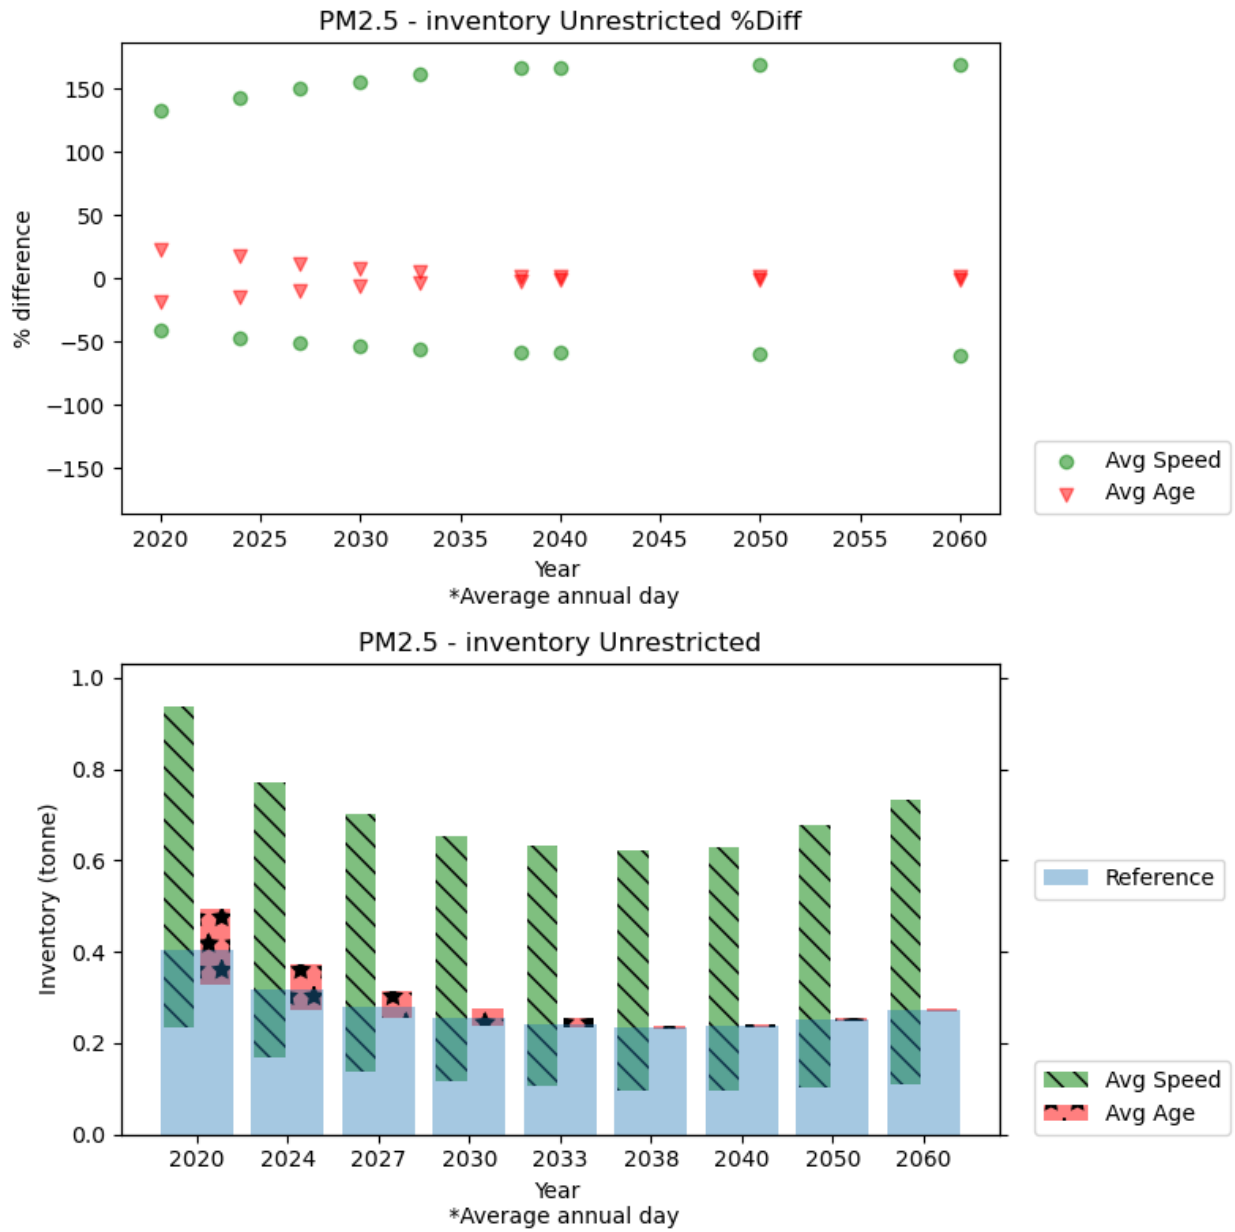 PM2.5 - inventory Unrestricted %Diff
150
100
50
0
−50
−100
−150
% difference
2020 2025 2030 2035 2040 2045 2050 2055 2060
Year
*Average annual day
Avg Speed
Avg Age
PM2.5 - inventory Unrestricted
1.0
0.8
0.6
0.4
0.2
0.0
Inventory (tonne)
2020 2024 2027 2030 2033 2038 2040 2050 2060
Year
*Average annual day
Reference
Avg Speed
Avg Age